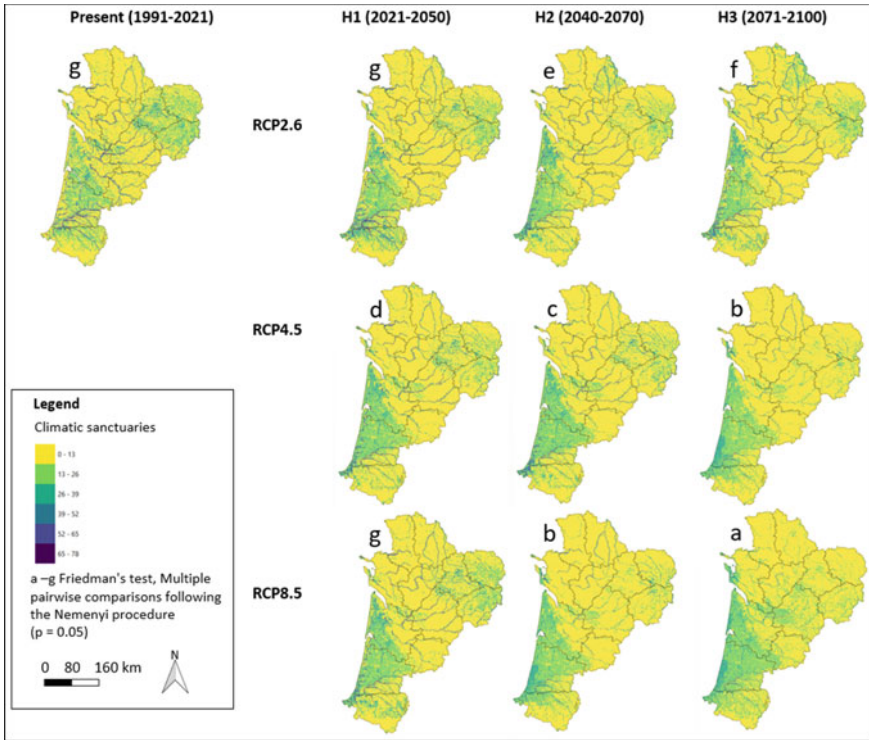 Present (1991-2021) H1 (2021-2050) H2 (2040-2070) H3 (2071-2100)
g g e f
RCP2.6
d c b
RCP4.5
g b a
RCP8.5
Legend
Climatic sanctuaries
0 - 13
13 - 26
26 - 39
39 - 52
52 - 65
65 - 78
a –g Friedman's test, Multiple
pairwise comparisons following
the Nemenyi procedure
(p = 0.05)
0 80 160 km
N